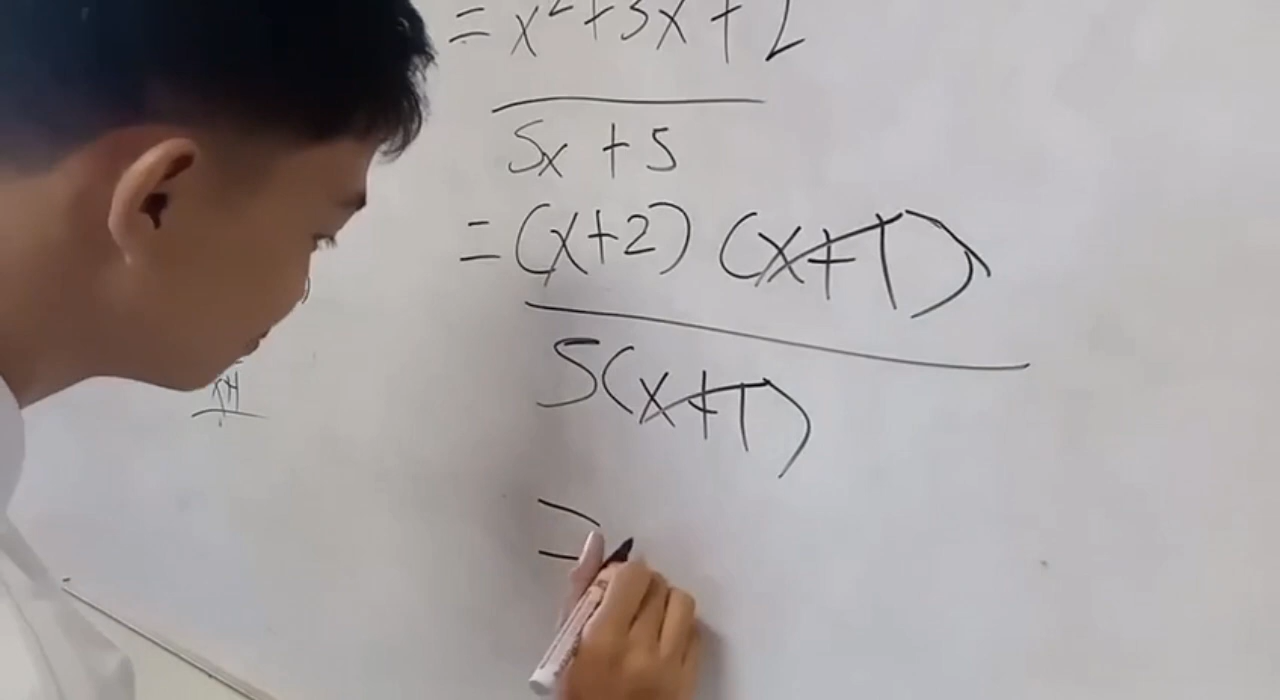 = x²+3x+2
5x+5
=(x+2) (x+1)
5(x+1)
=